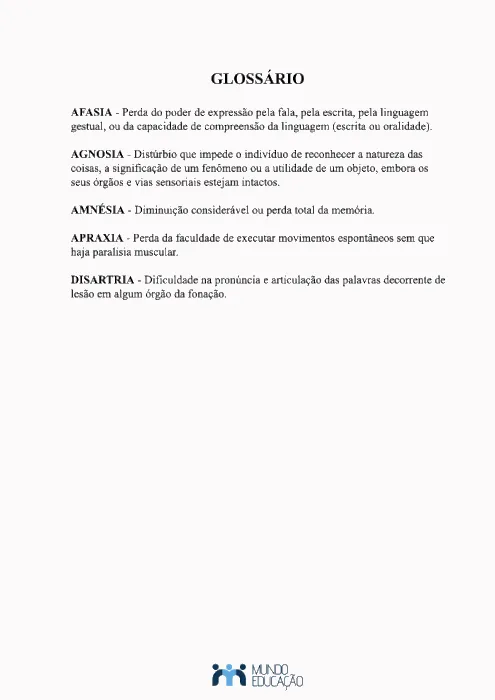 GLOSSÁRIO
AFASIA - Perda do poder de expressão pela fala, pela escrita, pela linguagem
gestual, ou da capacidade de compreensão da linguagem (escrita ou oralidade).
AGNOSIA - Distúrbio que impede o indivíduo de reconhecer a natureza das
coisas, a significação de um fenômeno ou a utilidade de um objeto, embora os
seus órgãos e vias sensoriais estejam intactos.
AMNÉSIA - Diminuição considerável ou perda total da memória.
APRAXIA - Perda da faculdade de executar movimentos espontâneos sem que
haja paralisia muscular.
DISARTRIA - Dificuldade na pronúncia e articulação das palavras decorrente de
lesão em algum órgão da fonação.
MUNDO
EDUCAÇÃO